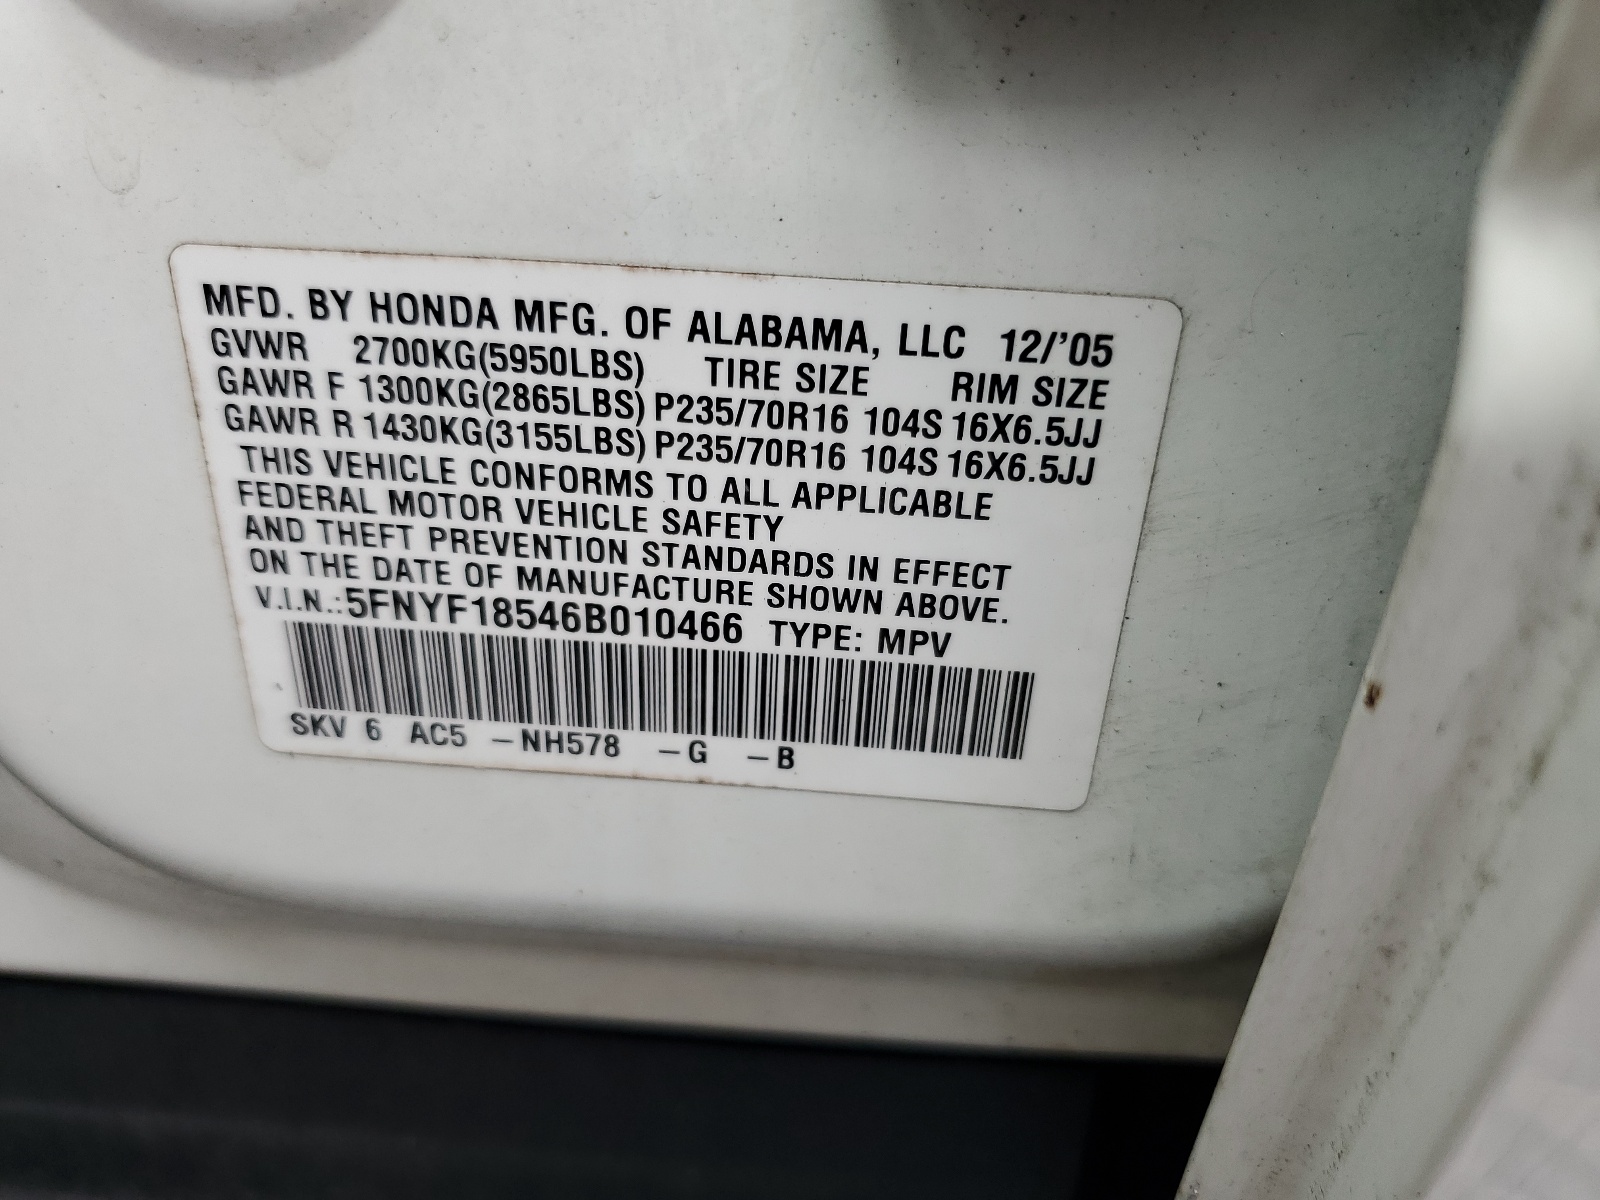 MFD. BY HONDA MFG. OF ALABAMA, LLC 12/'05
GVWR 2700KG(5950LBS) TIRE SIZE RIM SIZE
GAWR F 1300KG(2865LBS) P235/70R16 104S 16X6.5JJ
GAWR R 1430KG(3155LBS) P235/70R16 104S 16X6.5JJ
THIS VEHICLE CONFORMS TO ALL APPLICABLE
FEDERAL MOTOR VEHICLE SAFETY
AND THEFT PREVENTION STANDARDS IN EFFECT
ON THE DATE OF MANUFACTURE SHOWN ABOVE.
V.I.N.:5FNYF18546B010466 TYPE: MPV
SKV 6 AC5 -NH578 -G -B